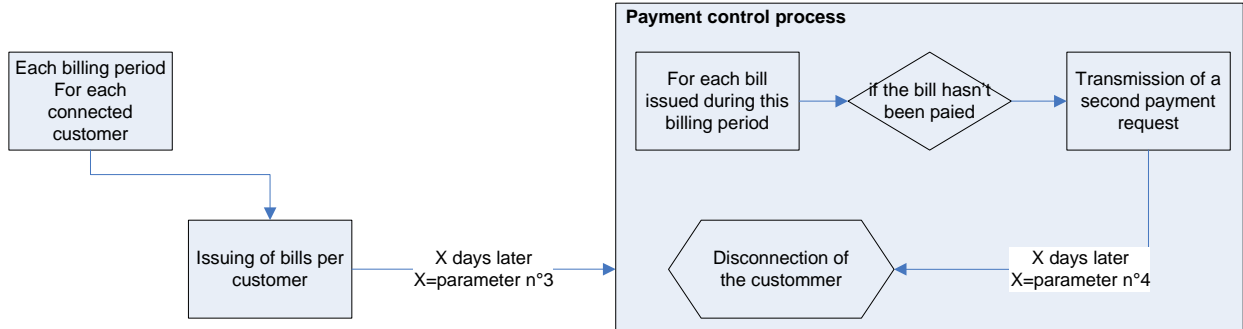 Payment control process
Each billing period
For each
connected
customer
For each bill
issued during this
billing period
if the bill hasn't
been paied
Transmission of a
second payment
request
Issuing of bills per
customer
X days later
X=parameter n°3
Disconnection of
the custommer
X days later
X=parameter n°4